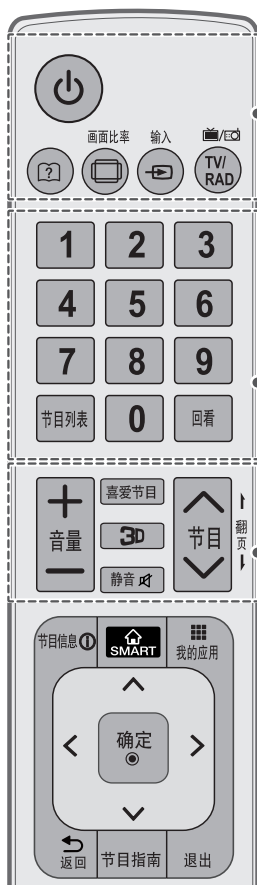 画面比率 输入
?
TV/
RAD
1 2 3
4 5 6
7 8 9
节目列表 0 回看
喜爱节目
音量 3D 节目 翻页
静音
节目信息 SMART 我的应用
确定
返回 节目指南 退出